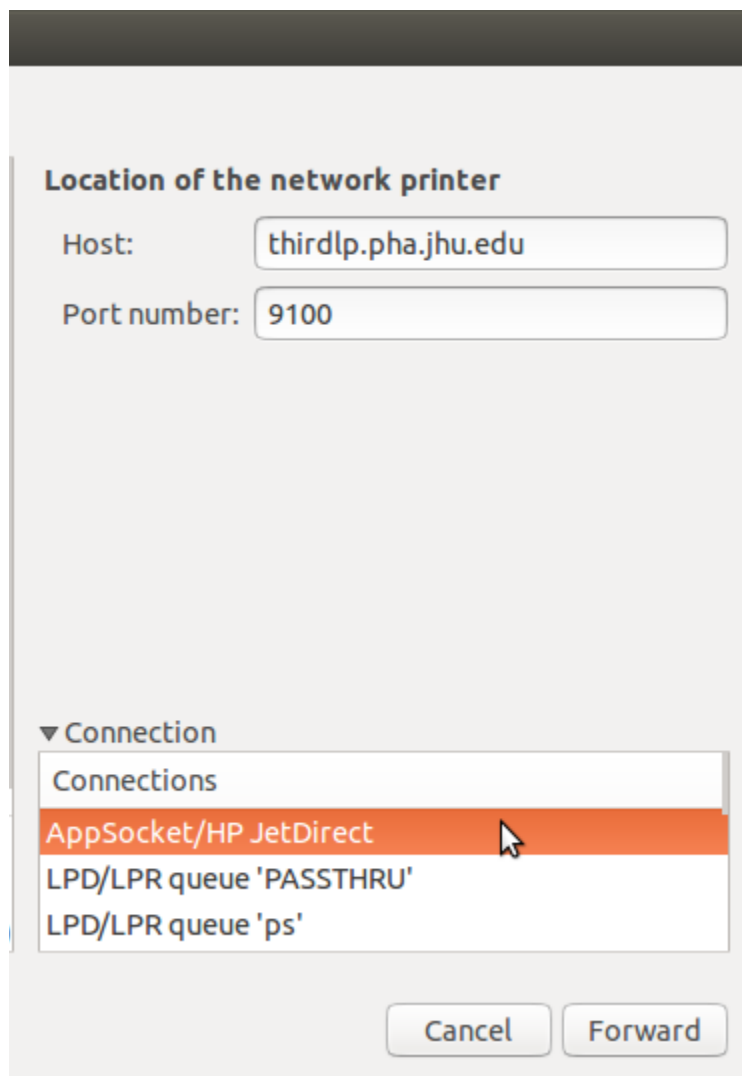 Location of the network printer
Host: thirdlp.pha.jhu.edu
Port number: 9100
Connection
Connections
AppSocket/HP JetDirect
LPD/LPR queue 'PASSTHRU'
LPD/LPR queue 'ps'
Cancel Forward